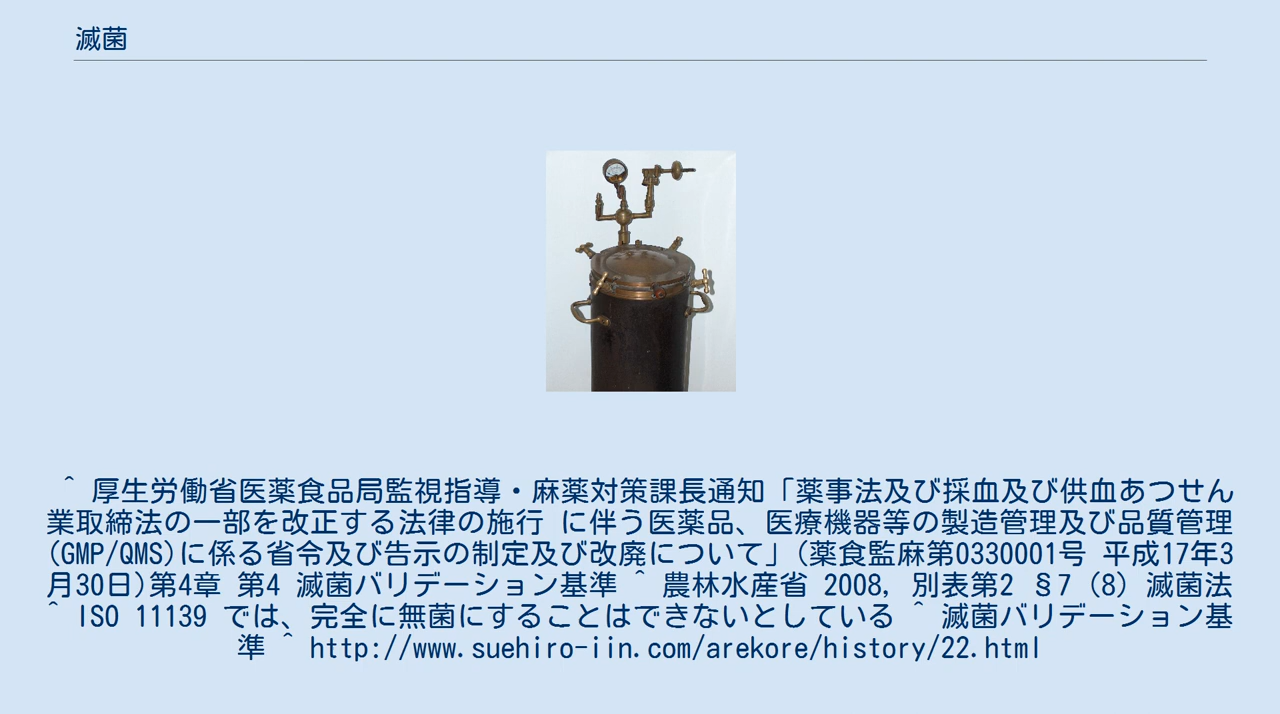 滅菌
^ 厚生労働省医薬食品局監視指導・麻薬対策課長通知「薬事法及び採血及び供血あつせん
業取締法の一部を改正する法律の施行 に伴う医薬品、医療機器等の製造管理及び品質管理
(GMP/QMS)に係る省令及び告示の制定及び改廃について」(薬食監麻第0330001号 平成17年3
月30日)第4章 第4 滅菌バリデーション基準 ^ 農林水産省 2008, 別表第2 §7 (8) 滅菌法
^ ISO 11139 では、完全に無菌にすることはできないとしている ^ 滅菌バリデーション基
準 ^ http://www.suehiro-iin.com/arekore/history/22.html